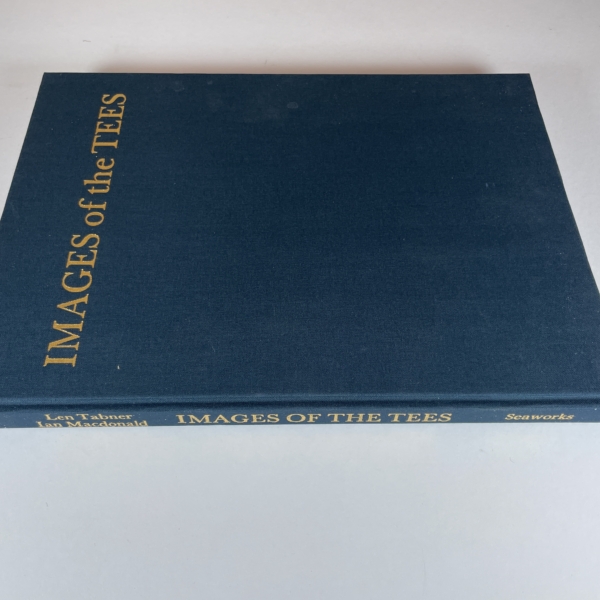 IMAGES of the TEES
Len Tabner
Ian Macdonald
IMAGES OF THE TEES
Seaworks